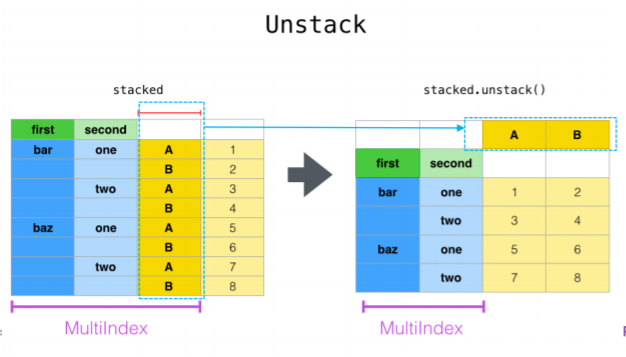 Unstack
stacked
stacked.unstack()
first second
bar one A 1
B 2
two A 3
B 4
baz one A 5
B 6
two A 7
B 8
MultiIndex
A B
first second
bar one 1 2
two 3 4
baz one 5 6
two 7 8
MultiIndex